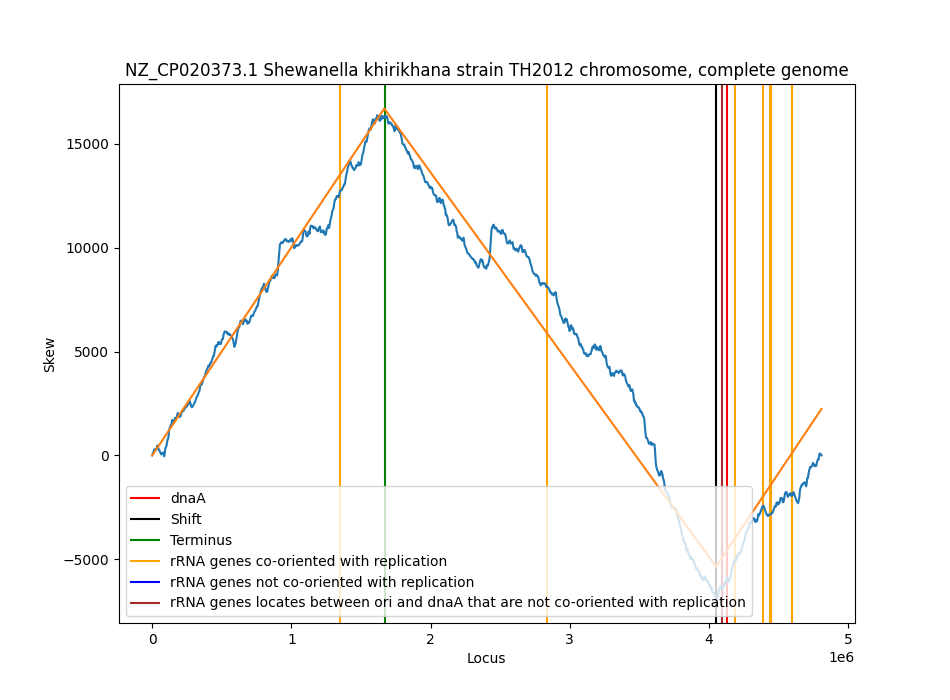 NZ_CP020373.1 Shewanella khirikhana strain TH2012 chromosome, complete genome
Skew
15000
10000
5000
0
−5000
dnaA
Shift
Terminus
rRNA genes co-oriented with replication
rRNA genes not co-oriented with replication
rRNA genes locates between ori and dnaA that are not co-oriented with replication
0 1 2 3 4 5
1e6
Locus